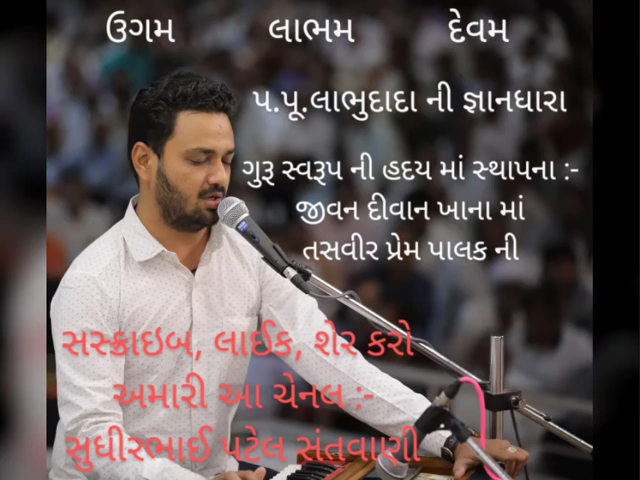 ઉગમ લાભમ દેવમ
પ.પૂ.લાભુદાદા ની જ્ઞાનધારા
ગુરૂ સ્વરૂપ ની હદય માં સ્થાપના :-
જીવન દીવાન ખાના માં
તસવીર પ્રેમ પાલક ની
સસ્ક્રાઇબ, લાઈક, શેર કરો
અમારી આ ચેનલ :-
સુધીરભાઈ પટેલ સંતવાણી